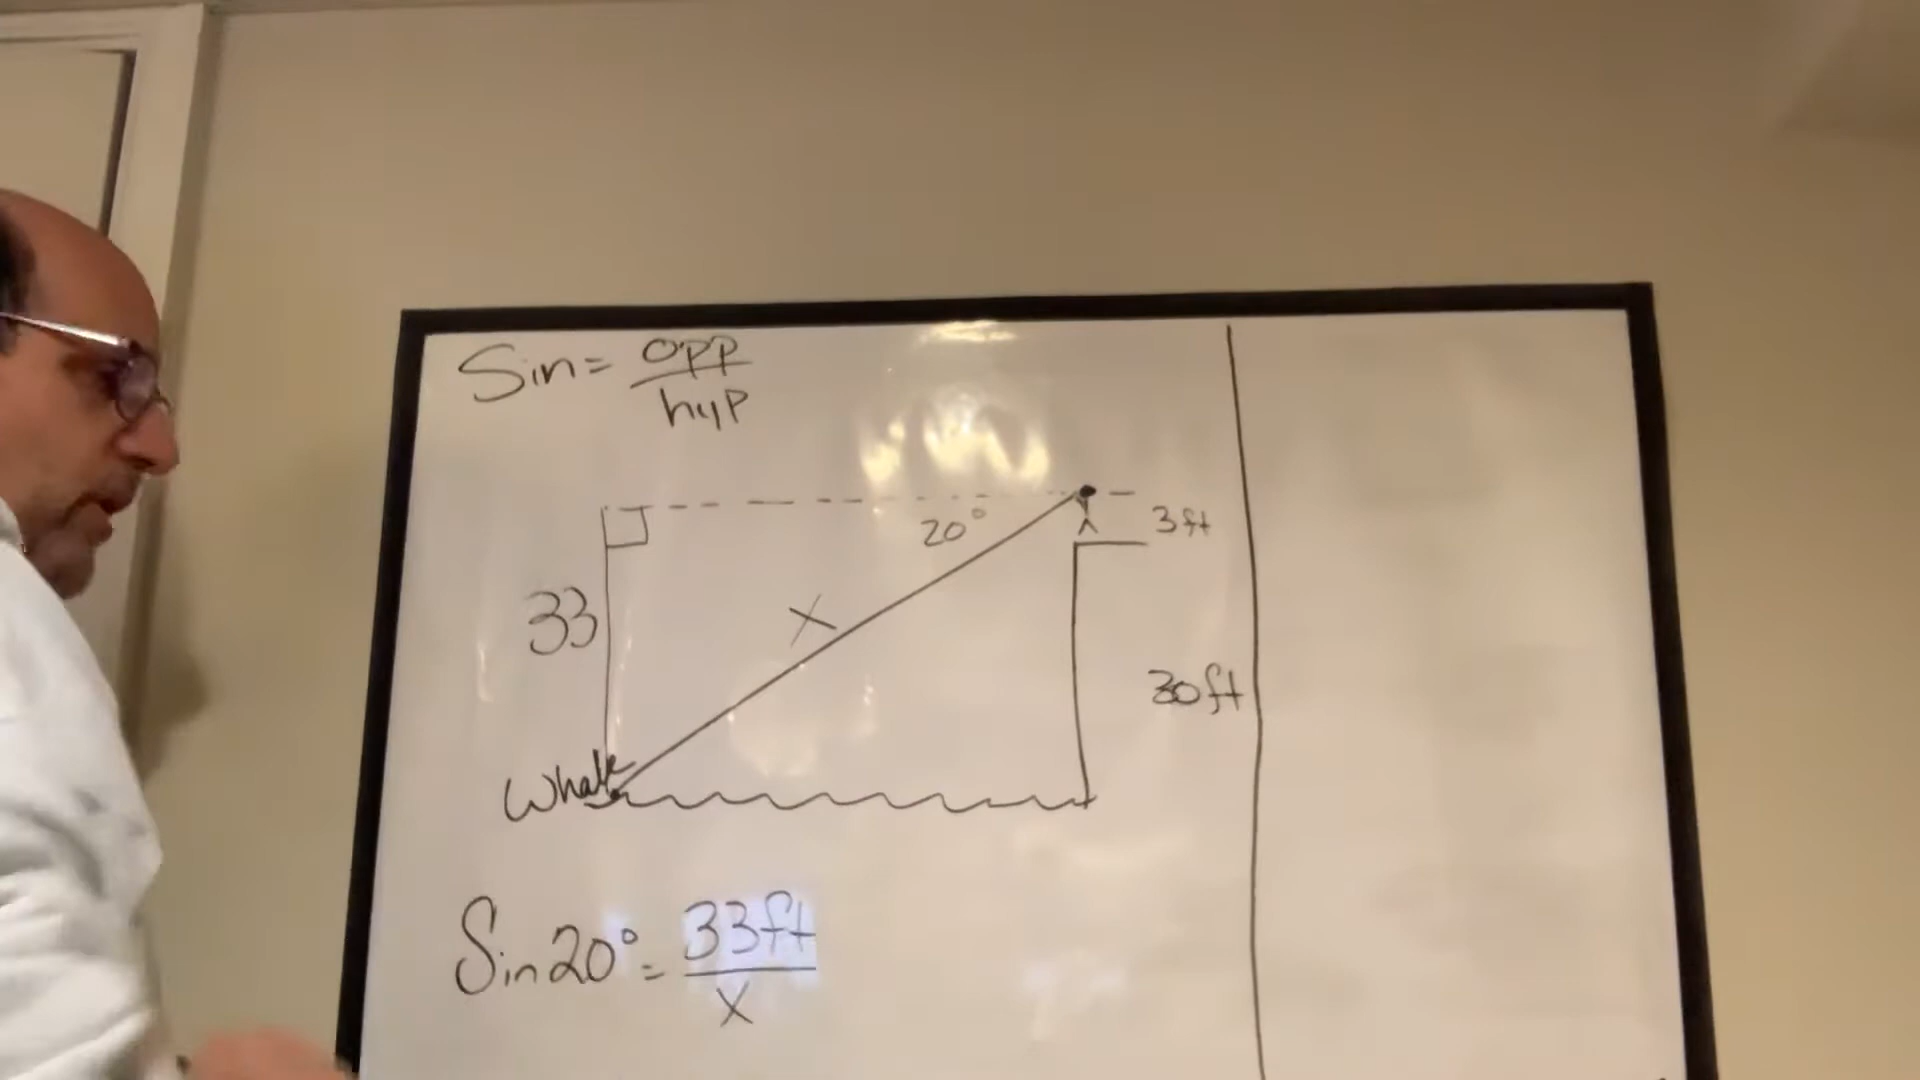 Sin = opp
hyp
20°
3ft
33
X
30ft
Whale
Sin 20° = 33ft
X